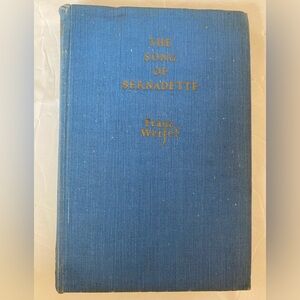 THE
SONG
OF
BERNADETTE
Franz
Werfel